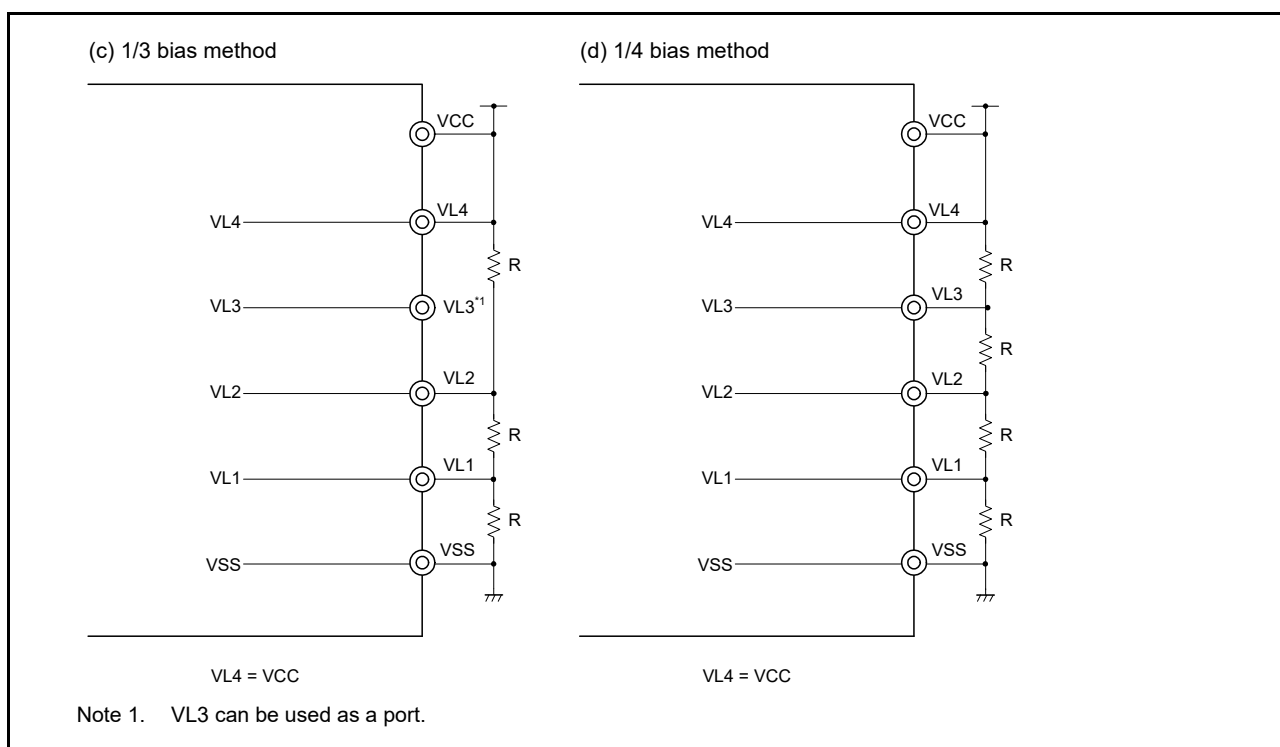 (c) 1/3 bias method
VCC
VL4 VL4
R
VL3 VL3*1
VL2 VL2
R
VL1 VL1
R
VSS VSS
VL4 = VCC
(d) 1/4 bias method
VCC
VL4 VL4
R
VL3 VL3
R
VL2 VL2
R
VL1 VL1
R
VSS VSS
VL4 = VCC
Note 1. VL3 can be used as a port.